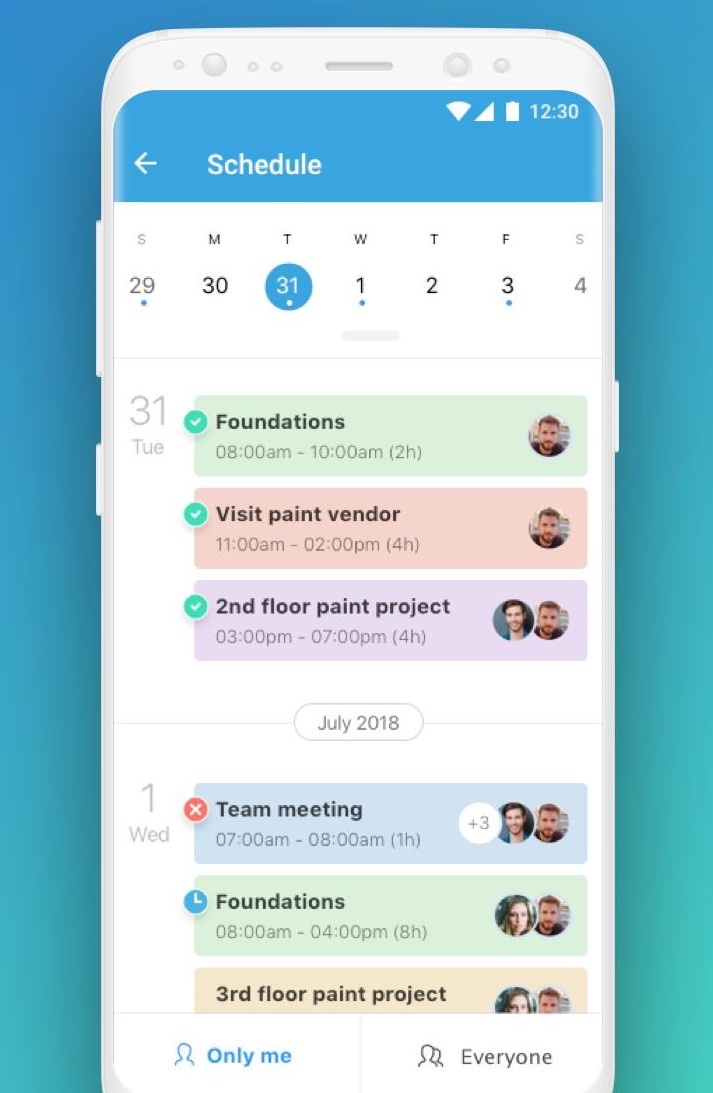 12:30
Schedule
S M T W T F S
29 30 31 1 2 3 4
31
Tue
Foundations
08:00am - 10:00am (2h)
Visit paint vendor
11:00am - 02:00pm (4h)
2nd floor paint project
03:00pm - 07:00pm (4h)
July 2018
1
Wed
Team meeting
07:00am - 08:00am (1h)
+3
Foundations
08:00am - 04:00pm (8h)
3rd floor paint project
Only me
Everyone